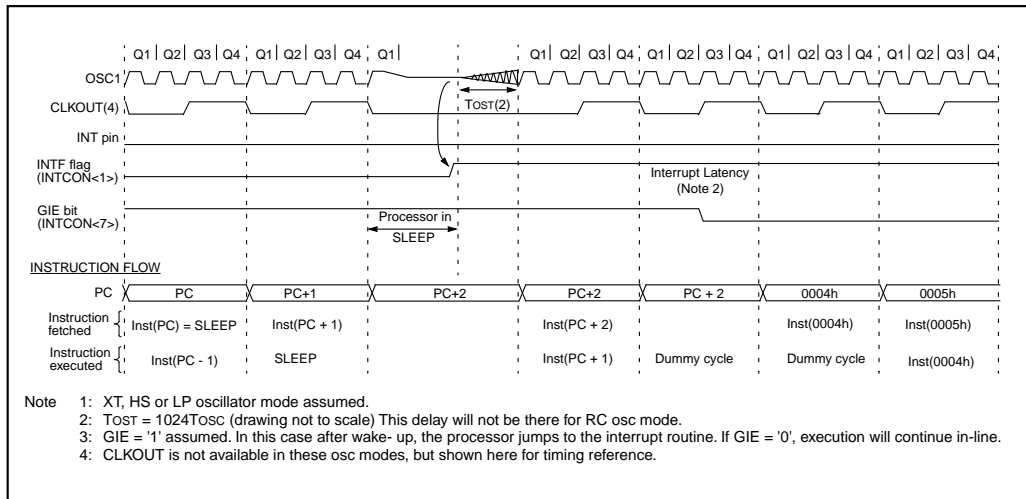 Q1 Q2 Q3 Q4 Q1 Q2 Q3 Q4 Q1 Q1 Q2 Q3 Q4 Q1 Q2 Q3 Q4 Q1 Q2 Q3 Q4 Q1 Q2 Q3 Q4
OSC1
TOST(2)
CLKOUT(4)
INT pin
INTF flag
(INTCON<1>)
Interrupt Latency
(Note 2)
GIE bit
(INTCON<7>)
Processor in
SLEEP
INSTRUCTION FLOW
PC PC PC+1 PC+2 PC+2 PC + 2 0004h 0005h
Instruction
fetched
Inst(PC) = SLEEP Inst(PC + 1) Inst(PC + 2) Inst(0004h) Inst(0005h)
Instruction
executed
Inst(PC - 1) SLEEP Inst(PC + 1) Dummy cycle Dummy cycle Inst(0004h)
Note 1: XT, HS or LP oscillator mode assumed.
2: TOST = 1024TOSC (drawing not to scale) This delay will not be there for RC osc mode.
3: GIE = '1' assumed. In this case after wake- up, the processor jumps to the interrupt routine. If GIE = '0', execution will continue in-line.
4: CLKOUT is not available in these osc modes, but shown here for timing reference.